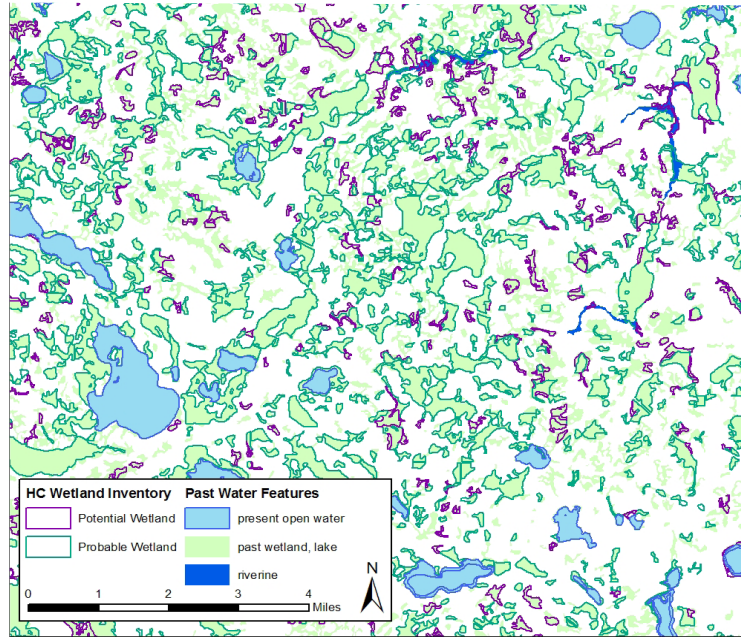 HC Wetland Inventory
Past Water Features
Potential Wetland
present open water
Probable Wetland
past wetland, lake
riverine
N
0 1 2 3 4
Miles